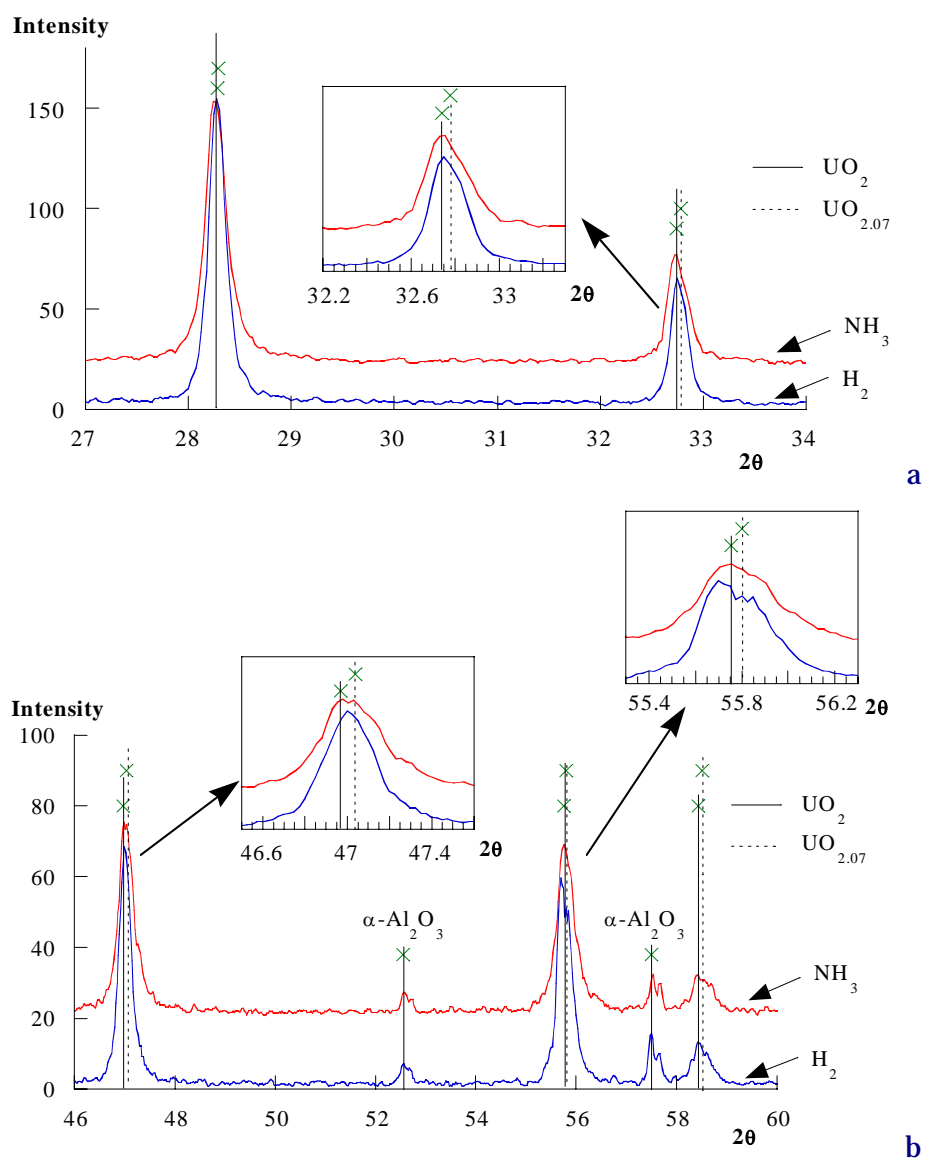 Intensity
150
100
50
0
27 28 29 30 31 32 33 34
2θ
32.2 32.6 33 2θ
UO2
UO2.07
NH3
H2
a
55.4 55.8 56.2 2θ
46.6 47 47.4 2θ
Intensity
100
80
60
40
20
0
46 48 50 52 54 56 58 60
2θ
α-Al2O3
α-Al2O3
UO2
UO2.07
NH3
H2
b